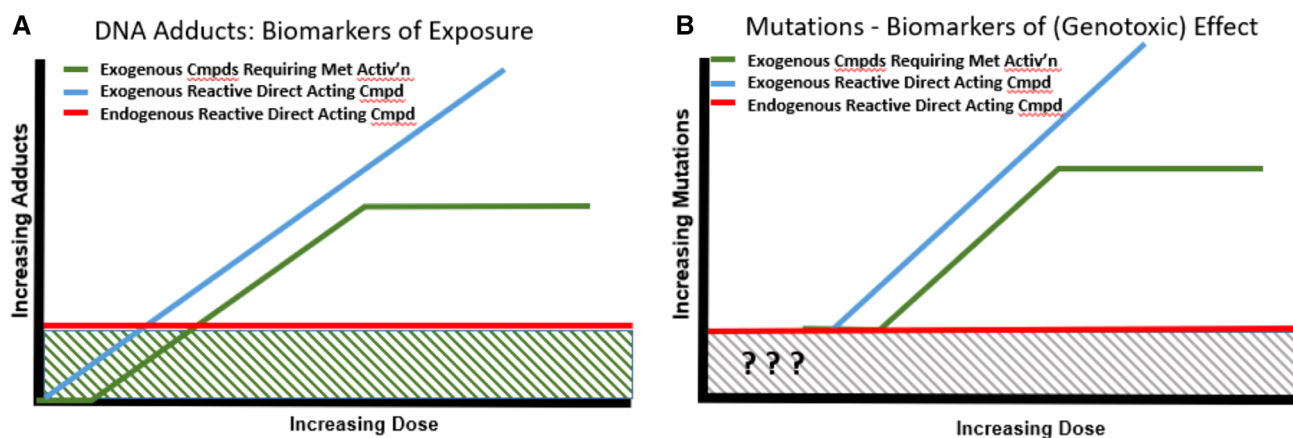 A
DNA Adducts: Biomarkers of Exposure
Exogenous Cmpds Requiring Met Activ'n
Exogenous Reactive Direct Acting Cmpd
Endogenous Reactive Direct Acting Cmpd
Increasing Adducts
Increasing Dose
B
Mutations - Biomarkers of (Genotoxic) Effect
Exogenous Cmpds Requiring Met Activ'n
Exogenous Reactive Direct Acting Cmpd
Endogenous Reactive Direct Acting Cmpd
Increasing Mutations
? ? ?
Increasing Dose